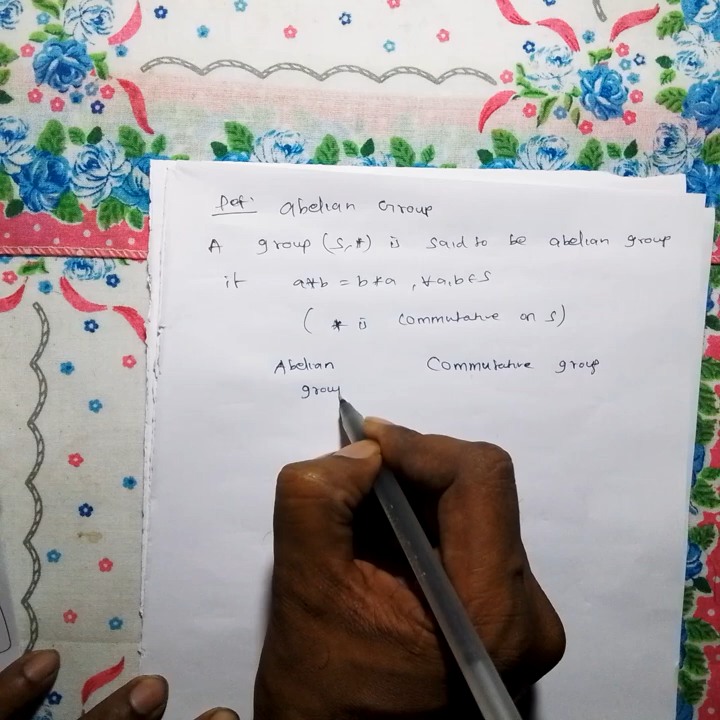 Def: Abelian Group
A group (S,*) is said to be abelian group
if a*b = b*a , ∀a,b∈S
( * is commutative on S)
Abelian group
Commutative group